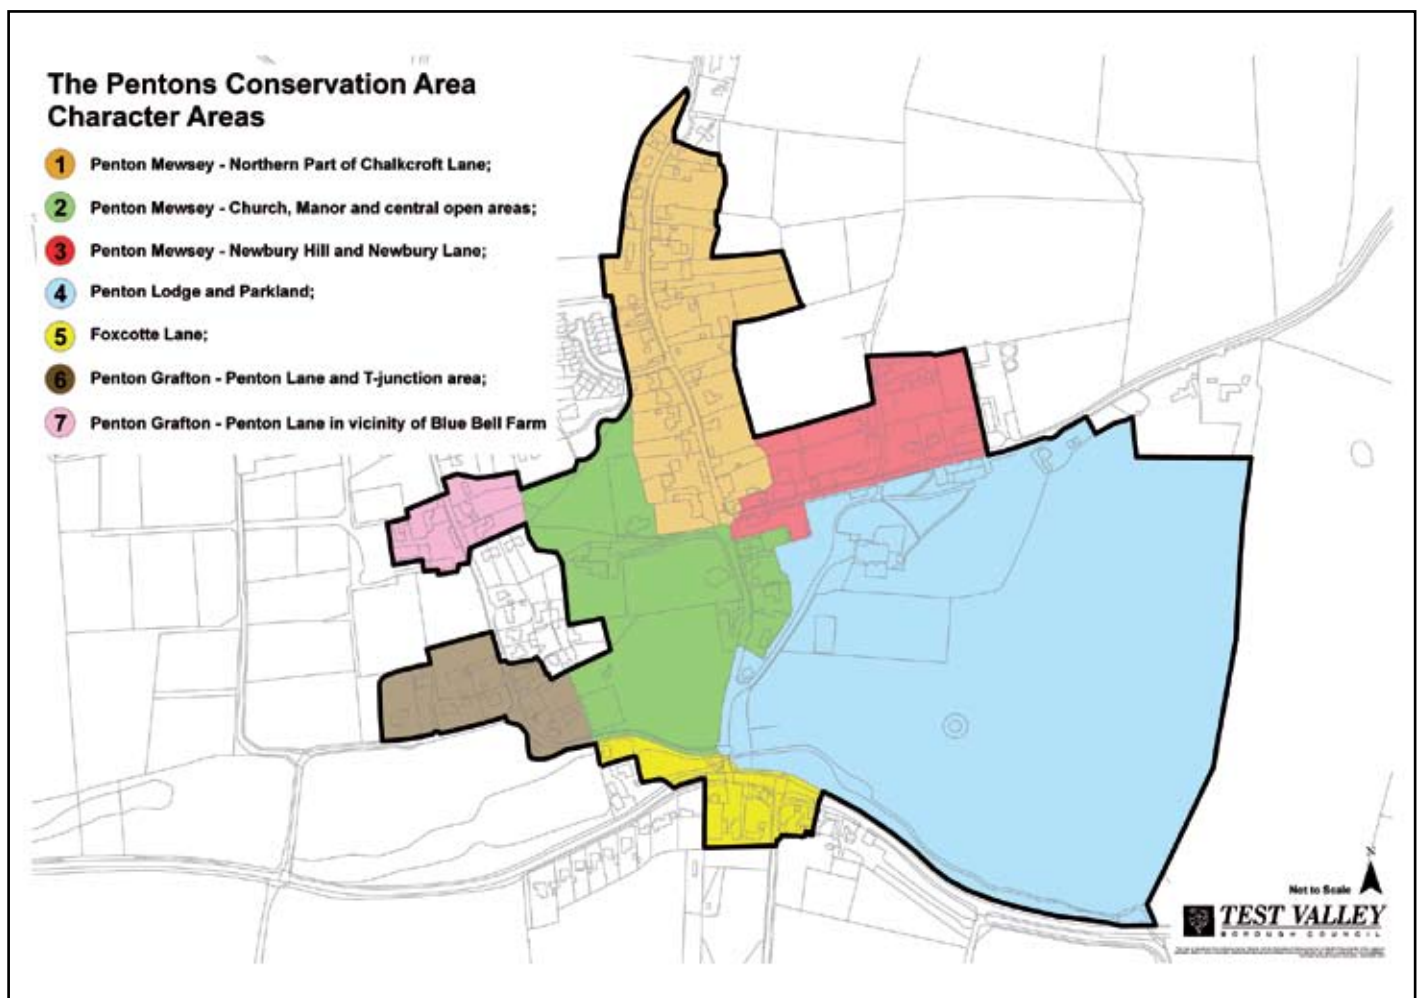 The Pentons Conservation Area
Character Areas
1 Penton Mewsey - Northern Part of Chalkcroft Lane;
2 Penton Mewsey - Church, Manor and central open areas;
3 Penton Mewsey - Newbury Hill and Newbury Lane;
4 Penton Lodge and Parkland;
5 Foxcotte Lane;
6 Penton Grafton - Penton Lane and T-junction area;
7 Penton Grafton - Penton Lane in vicinity of Blue Bell Farm
N
Not to Scale
TEST VALLEY
BOROUGH COUNCIL